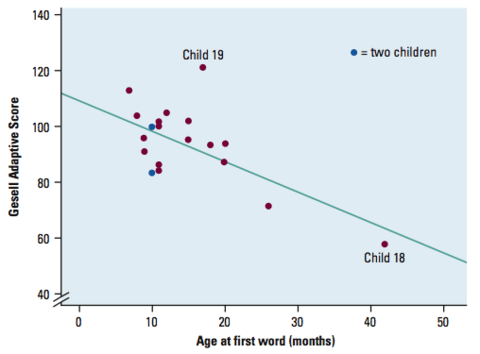 140
120
100
80
60
40
Gesell Adaptive Score
Child 19
= two children
Child 18
0 10 20 30 40 50
Age at first word (months)